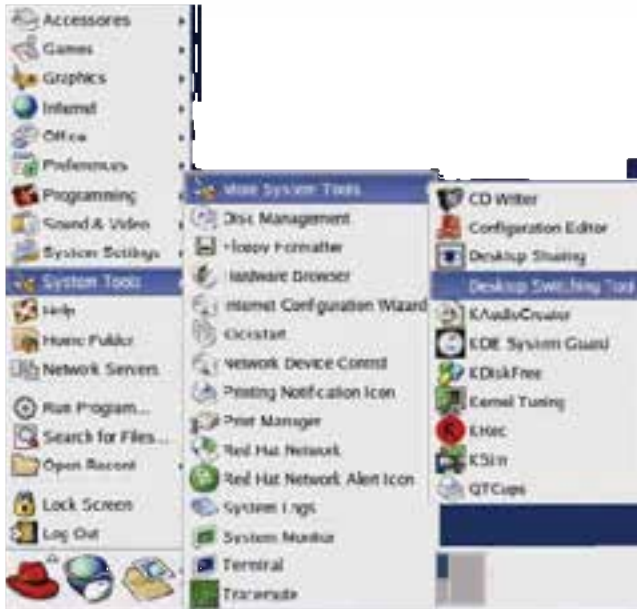 Accessores
Games
Graphics
Internet
Office
Preferences
Programming
Sound & Video
System Settings
System Tools
Help
Home Folder
Network Servers
Run Program...
Search for Files...
Open Recent
Lock Screen
Log Out
More System Tools
Disc Management
Floppy Formatter
Hardware Browser
Internet Configuration Wizard
Kickstart
Network Device Control
Printing Notification Icon
Print Manager
Red Hat Network
Red Hat Network Alert Icon
System Logs
System Monitor
Terminal
Traceroute
CD Writer
Configuration Editor
Desktop Sharing
Desktop Switching Tool
KAudioCreator
KDE System Guard
KDiskFree
Kernel Tuning
KRec
KSirc
QTCups